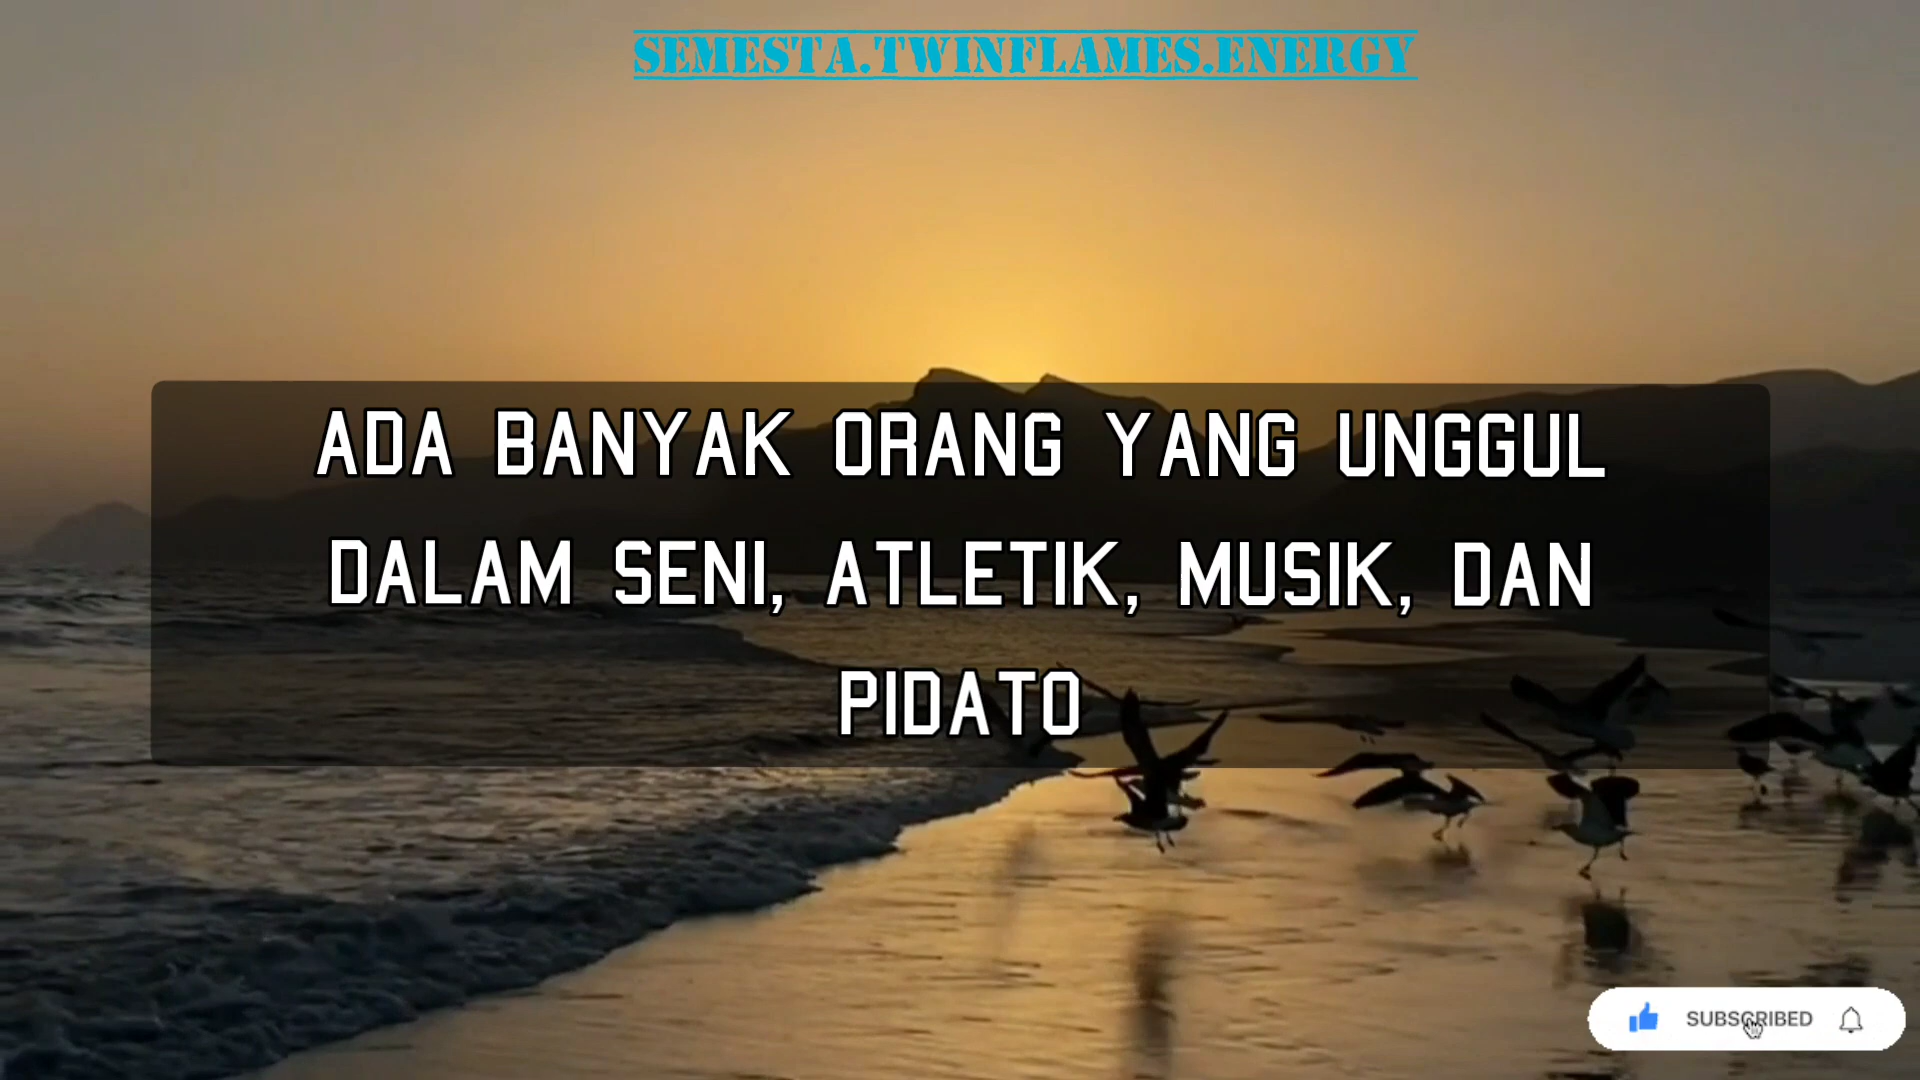 SEMESTA.TWINFLAMES.ENERGY
ADA BANYAK ORANG YANG UNGGUL
DALAM SENI, ATLETIK, MUSIK, DAN
PIDATO
SUBSCRIBED